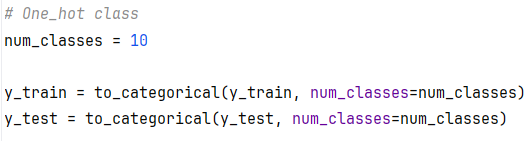 # One_hot class
num_classes = 10
y_train = to_categorical(y_train, num_classes=num_classes)
y_test = to_categorical(y_test, num_classes=num_classes)